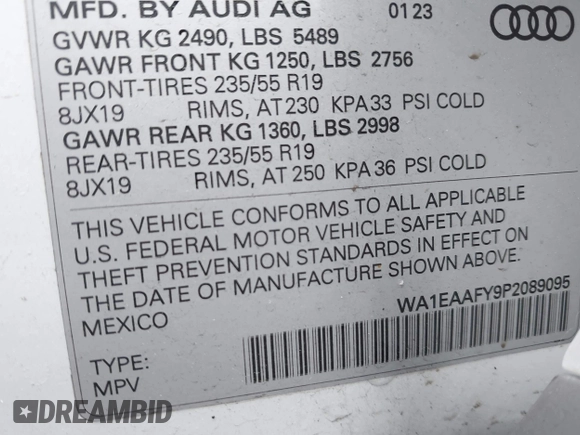 MFD. BY AUDI AG 01 23
GVWR KG 2490, LBS 5489
GAWR FRONT KG 1250, LBS 2756
FRONT-TIRES 235/55 R19
8JX19 RIMS, AT 230 KPA 33 PSI COLD
GAWR REAR KG 1360, LBS 2998
REAR-TIRES 235/55 R19
8JX19 RIMS, AT 250 KPA 36 PSI COLD
THIS VEHICLE CONFORMS TO ALL APPLICABLE
U.S. FEDERAL MOTOR VEHICLE SAFETY AND
THEFT PREVENTION STANDARDS IN EFFECT ON
THE DATE OF MANUFACTURE SHOWN ABOVE.
MEXICO WA1EAAFY9P2089095
TYPE:
MPV
DREAMBID